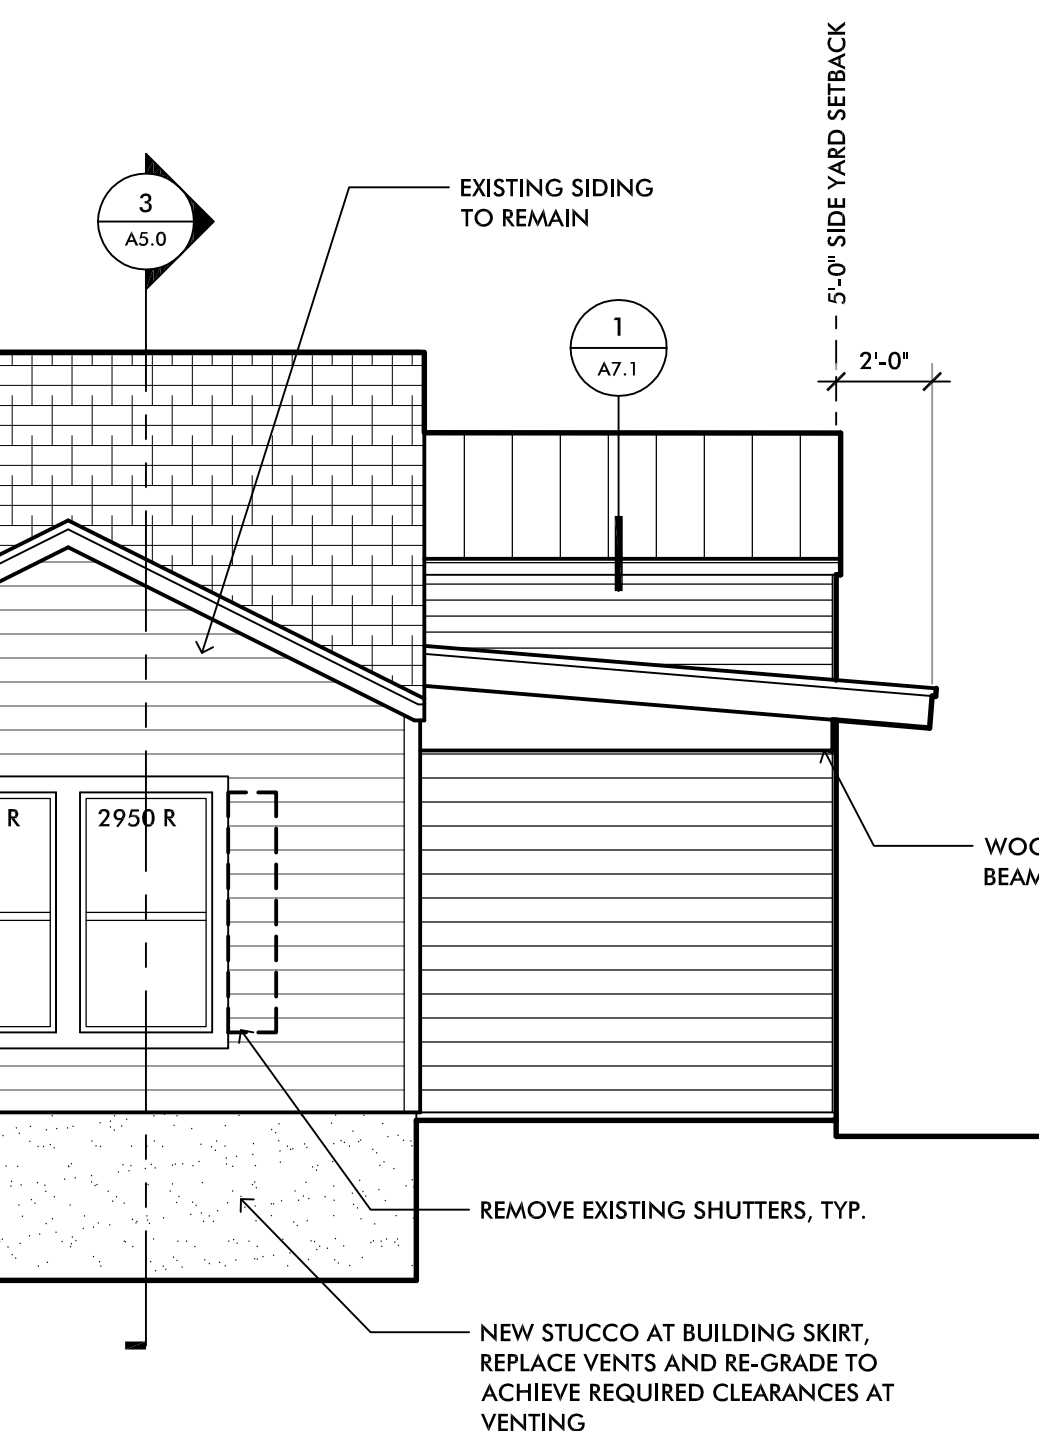 5'-0" SIDE YARD SETBACK
EXISTING SIDING
TO REMAIN
3
A5.0
1
A7.1
2'-0"
R
2950 R
BEAM
REMOVE EXISTING SHUTTERS, TYP.
NEW STUCCO AT BUILDING SKIRT,
REPLACE VENTS AND RE-GRADE TO
ACHIEVE REQUIRED CLEARANCES AT
VENTING